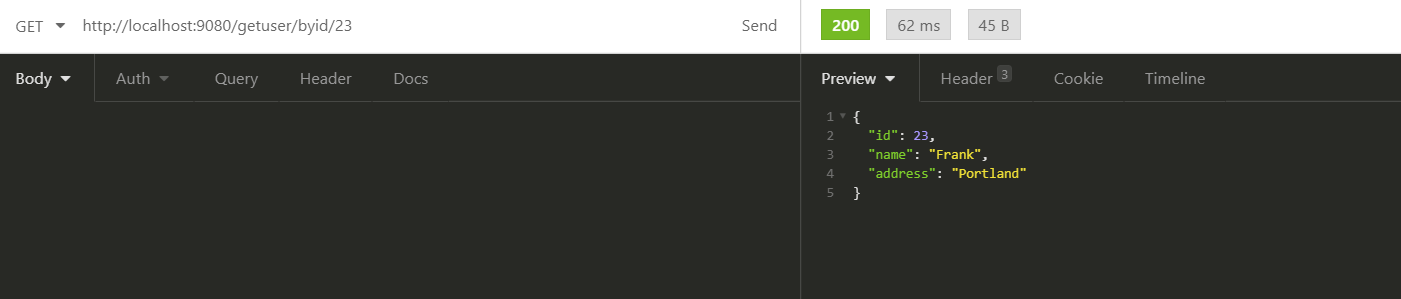 GET http://localhost:9080/getuser/byid/23 Send 200 62 ms 45 B
Body Auth Query Header Docs Preview Header 3 Cookie Timeline
1 {
2 "id": 23,
3 "name": "Frank",
4 "address": "Portland"
5 }